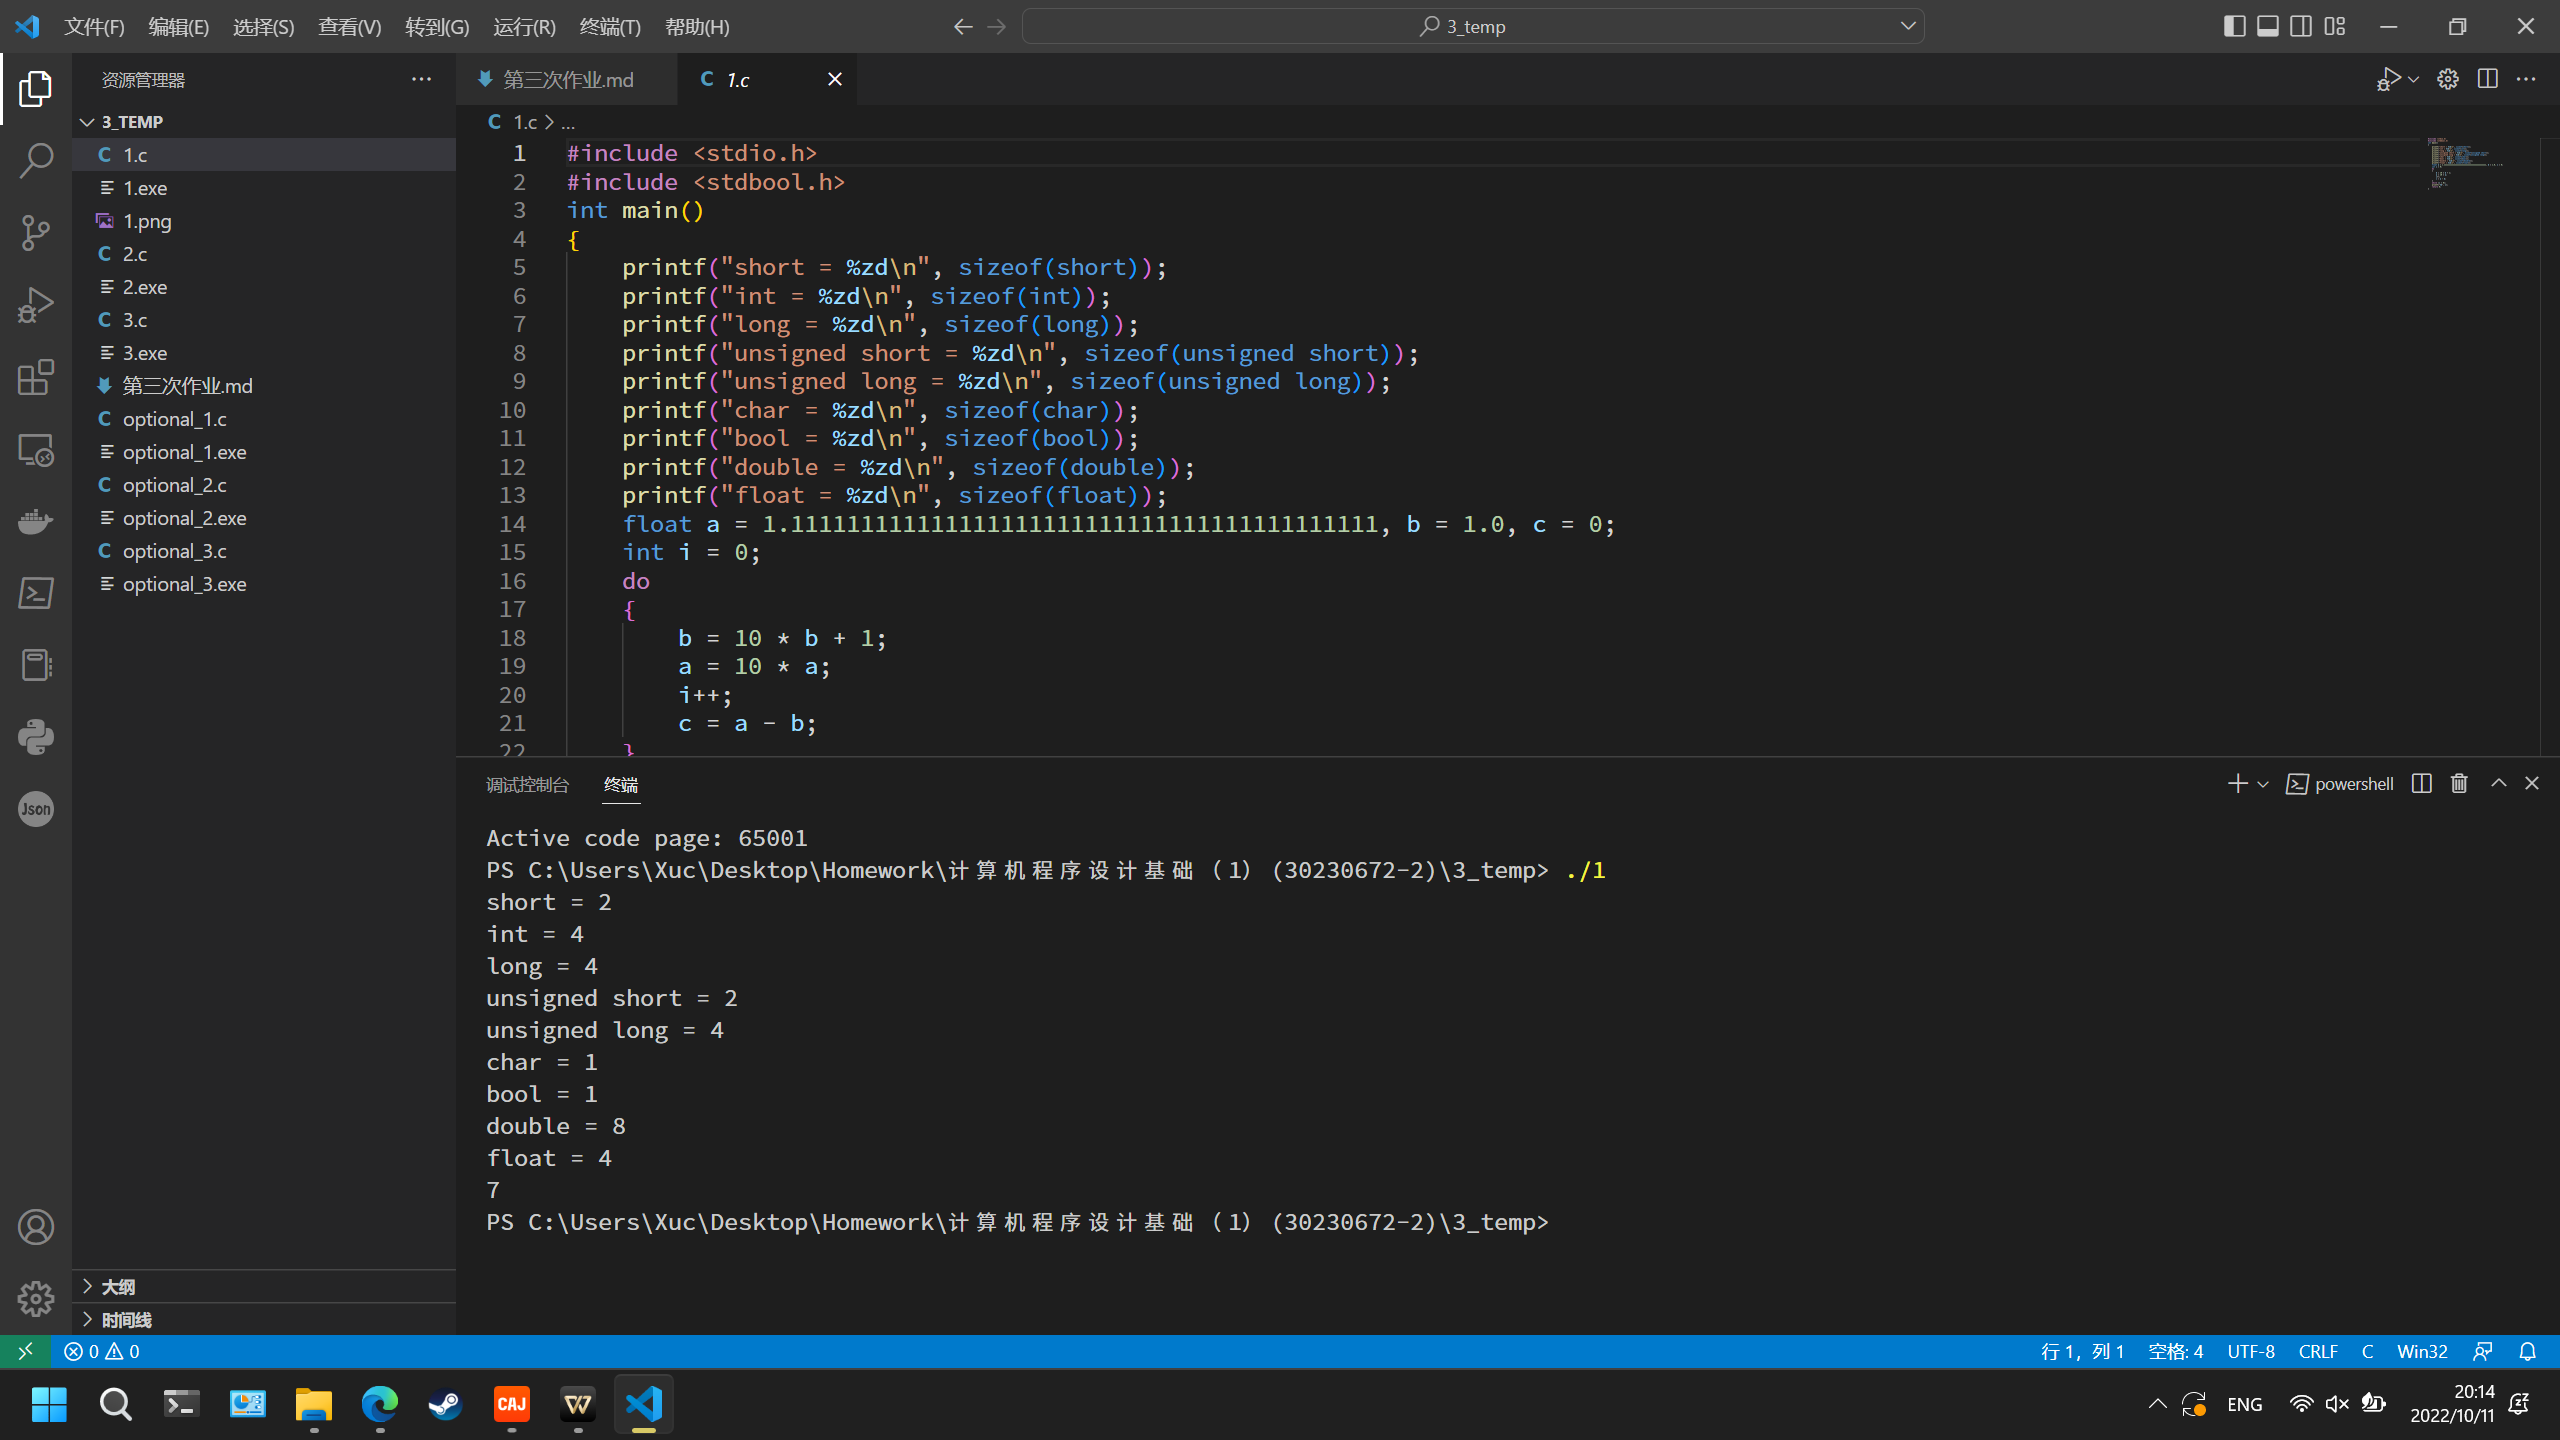 文件(F) 编辑(E) 选择(S) 查看(V) 转到(G) 运行(R) 终端(T) 帮助(H) 3_temp
资源管理器
第三次作业.md
1.c
3_TEMP
1.c
1.exe
1.png
2.c
2.exe
3.c
3.exe
第三次作业.md
optional_1.c
optional_1.exe
optional_2.c
optional_2.exe
optional_3.c
optional_3.exe
大纲
时间线
Json
1.c > ...
1 #include <stdio.h>
2 #include <stdbool.h>
3 int main()
4 {
5 printf("short = %zd\n", sizeof(short));
6 printf("int = %zd\n", sizeof(int));
7 printf("long = %zd\n", sizeof(long));
8 printf("unsigned short = %zd\n", sizeof(unsigned short));
9 printf("unsigned long = %zd\n", sizeof(unsigned long));
10 printf("char = %zd\n", sizeof(char));
11 printf("bool = %zd\n", sizeof(bool));
12 printf("double = %zd\n", sizeof(double));
13 printf("float = %zd\n", sizeof(float));
14 float a = 1.111111111111111111111111111111111111111111, b = 1.0, c = 0;
15 int i = 0;
16 do
17 {
18 b = 10 * b + 1;
19 a = 10 * a;
20 i++;
21 c = a - b;
22 }
调试控制台 终端
powershell
Active code page: 65001
PS C:\Users\Xuc\Desktop\Homework\计算机程序设计基础（1）(30230672-2)\3_temp> ./1
short = 2
int = 4
long = 4
unsigned short = 2
unsigned long = 4
char = 1
bool = 1
double = 8
float = 4
7
PS C:\Users\Xuc\Desktop\Homework\计算机程序设计基础（1）(30230672-2)\3_temp>
0 0
行 1，列 1 空格: 4 UTF-8 CRLF C Win32
CAJ
ENG
20:14
2022/10/11